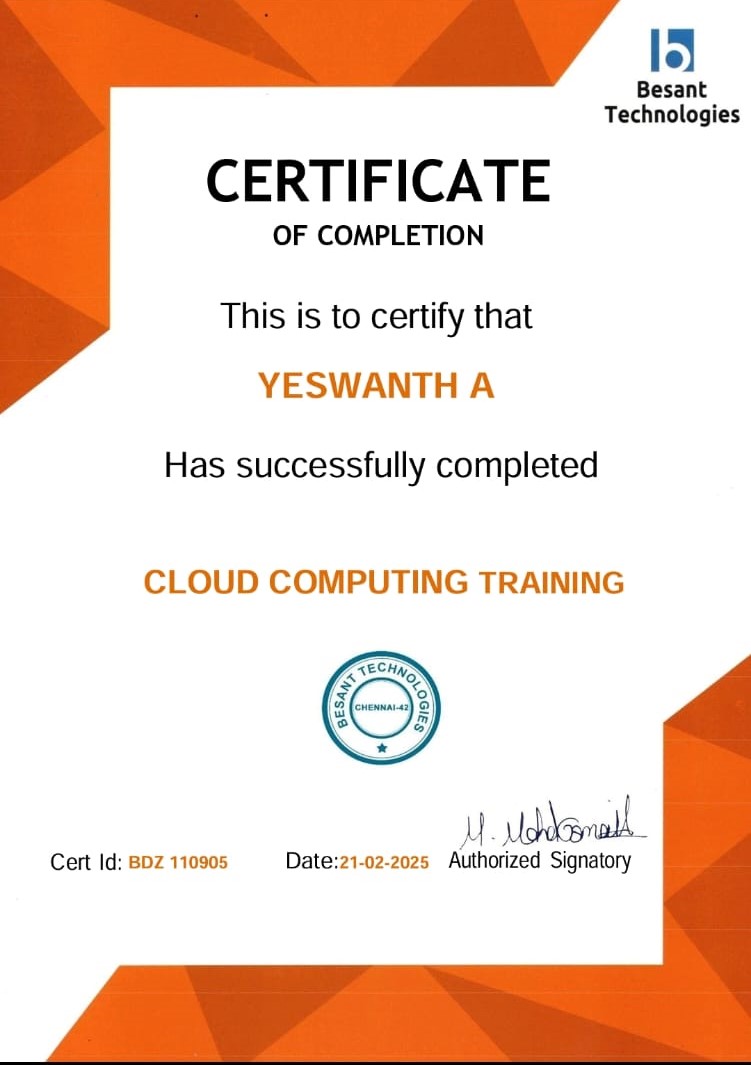 Besant
Technologies
CERTIFICATE
OF COMPLETION
This is to certify that
YESWANTH A
Has successfully completed
CLOUD COMPUTING TRAINING
BESANT TECHNOLOGIES
CHENNAI-42
Cert Id: BDZ 110905
Date:21-02-2025
Authorized Signatory